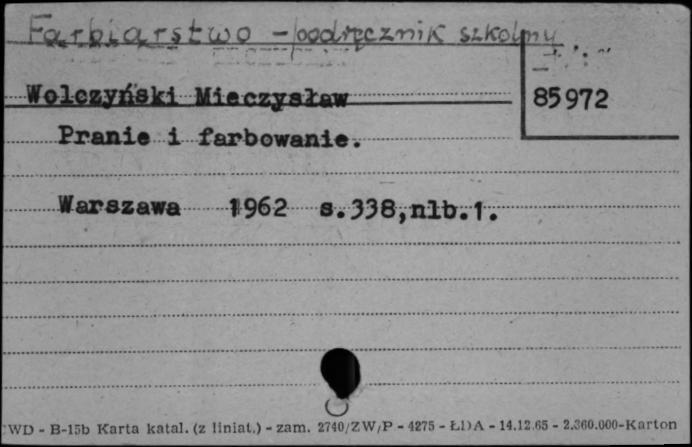 Farbiarstwo - podręcznik szkolny
Wolczyński Mieczysław
85972
Pranie i farbowanie.
Warszawa 1962 s.338,nlb.1.
WD - B-15b Karta katal. (z liniat.) - zam. 2740/ZW/P - 4275 - ŁDA - 14.12.65 - 2.360.000-Karton